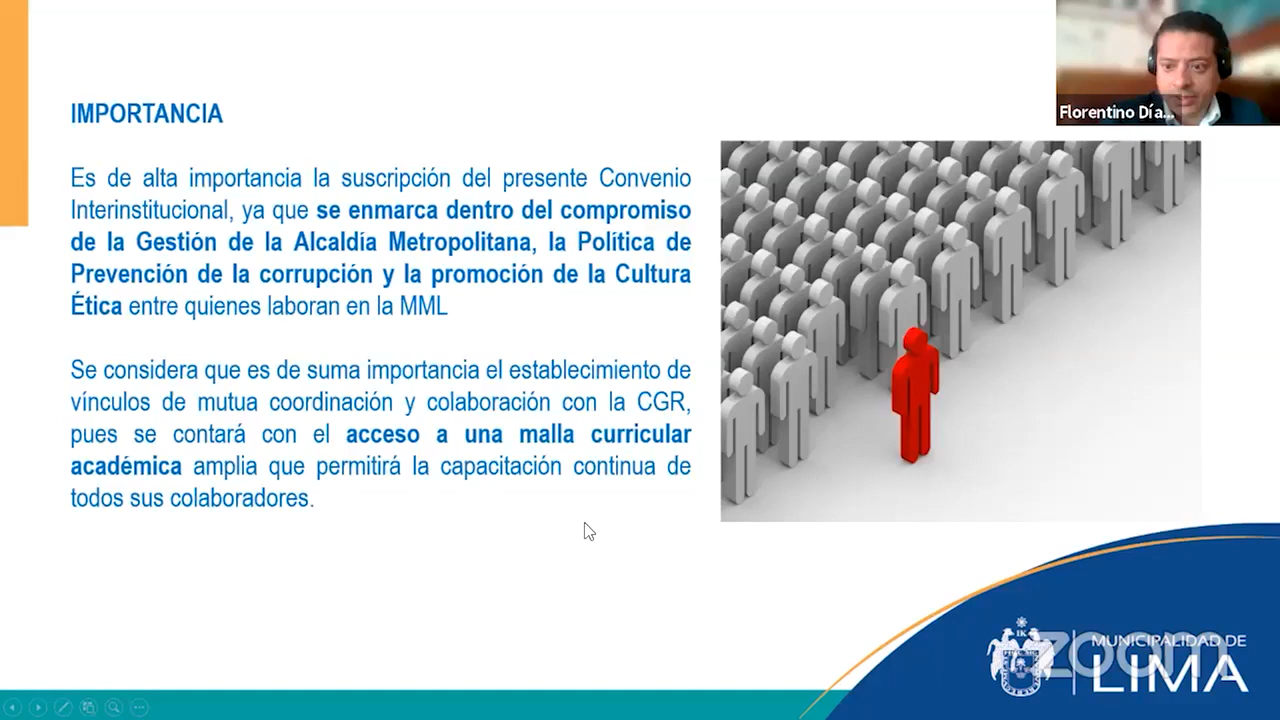 Florentino Día...
IMPORTANCIA
Es de alta importancia la suscripción del presente Convenio
Interinstitucional, ya que se enmarca dentro del compromiso
de la Gestión de la Alcaldía Metropolitana, la Política de
Prevención de la corrupción y la promoción de la Cultura
Ética entre quienes laboran en la MML
Se considera que es de suma importancia el establecimiento de
vínculos de mutua coordinación y colaboración con la CGR,
pues se contará con el acceso a una malla curricular
académica amplia que permitirá la capacitación continua de
todos sus colaboradores.
zoom
MUNICIPALIDAD DE
LIMA